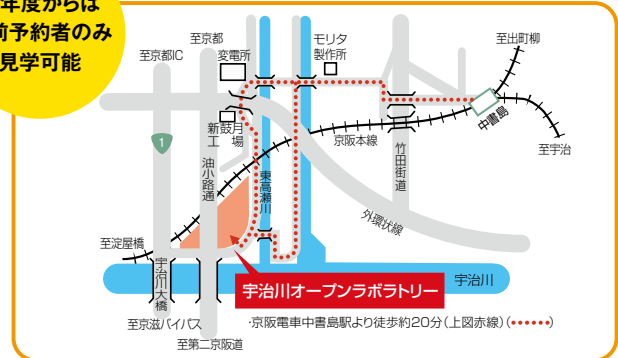 年度からは
前予約者のみ
見学可能
至京都
至京都IC
変電所
モリタ
製作所
至出町柳
1
新鼓月
工場
油小路通
東高瀬川
京阪本線
竹田街道
中書島
至宇治
外環状線
至淀屋橋
宇治川大橋
宇治川オープンラボラトリー
宇治川
至京滋バイパス
至第二京阪道
·京阪電車中書島駅より徒歩約20分(上図赤線)(••••••)